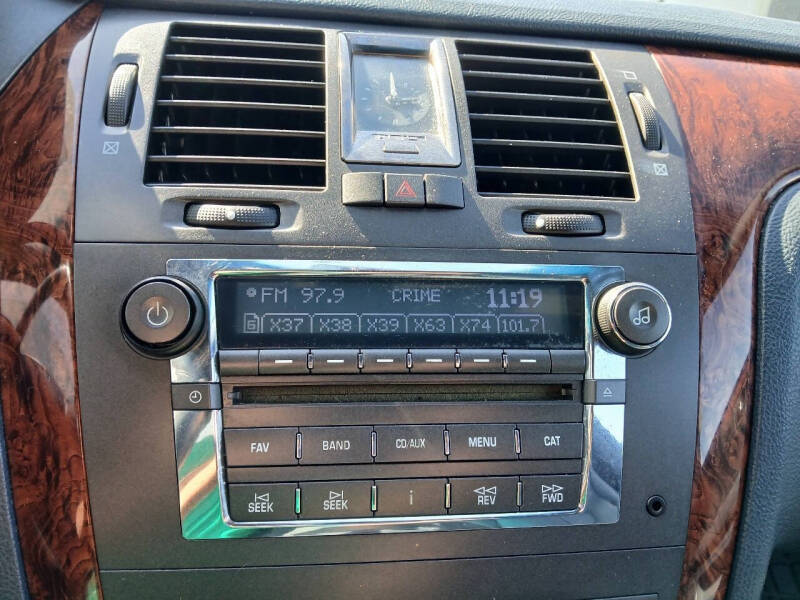 FM 97.9 CRIME 11:19
6 X37 X38 X39 X63 X74 101.7
FAV BAND CD/AUX MENU CAT
SEEK SEEK i REV FWD